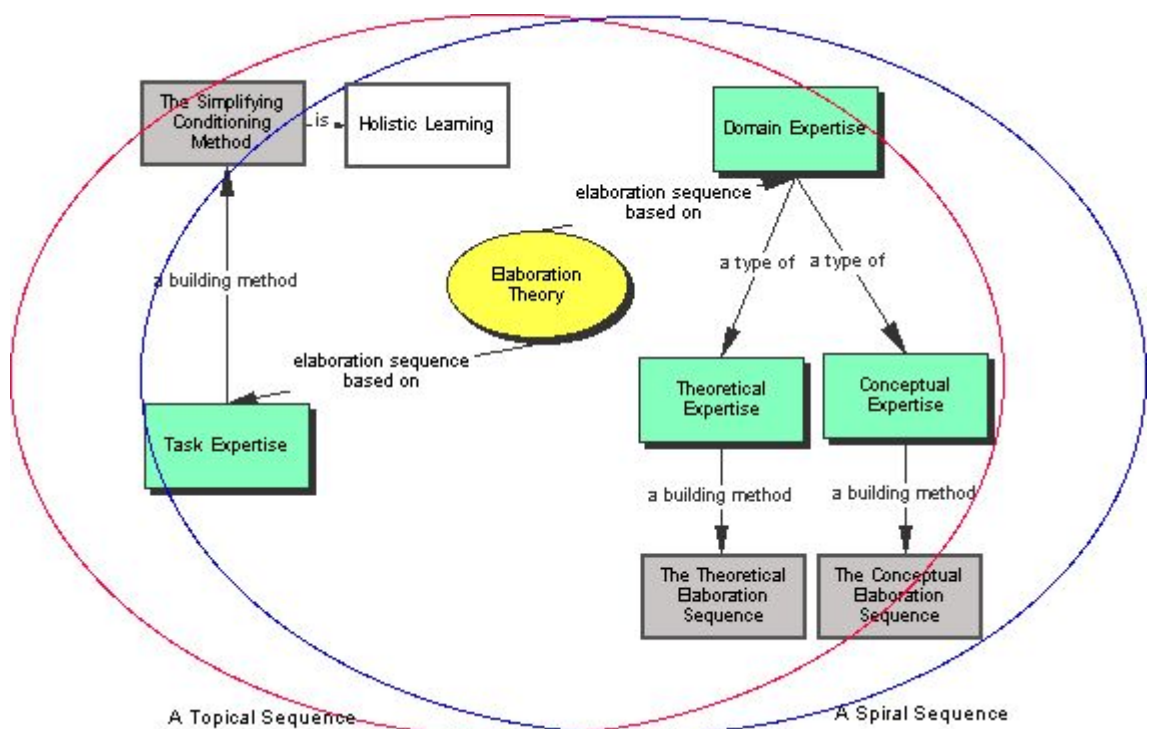 The Simplifying
Conditioning
Method
is
Holistic Learning
Domain Expertise
elaboration sequence
based on
a type of
a type of
Elaboration
Theory
a building method
elaboration sequence
based on
Task Expertise
Theoretical
Expertise
Conceptual
Expertise
a building method
a building method
The Theoretical
Elaboration
Sequence
The Conceptual
Elaboration
Sequence
A Topical Sequence
A Spiral Sequence